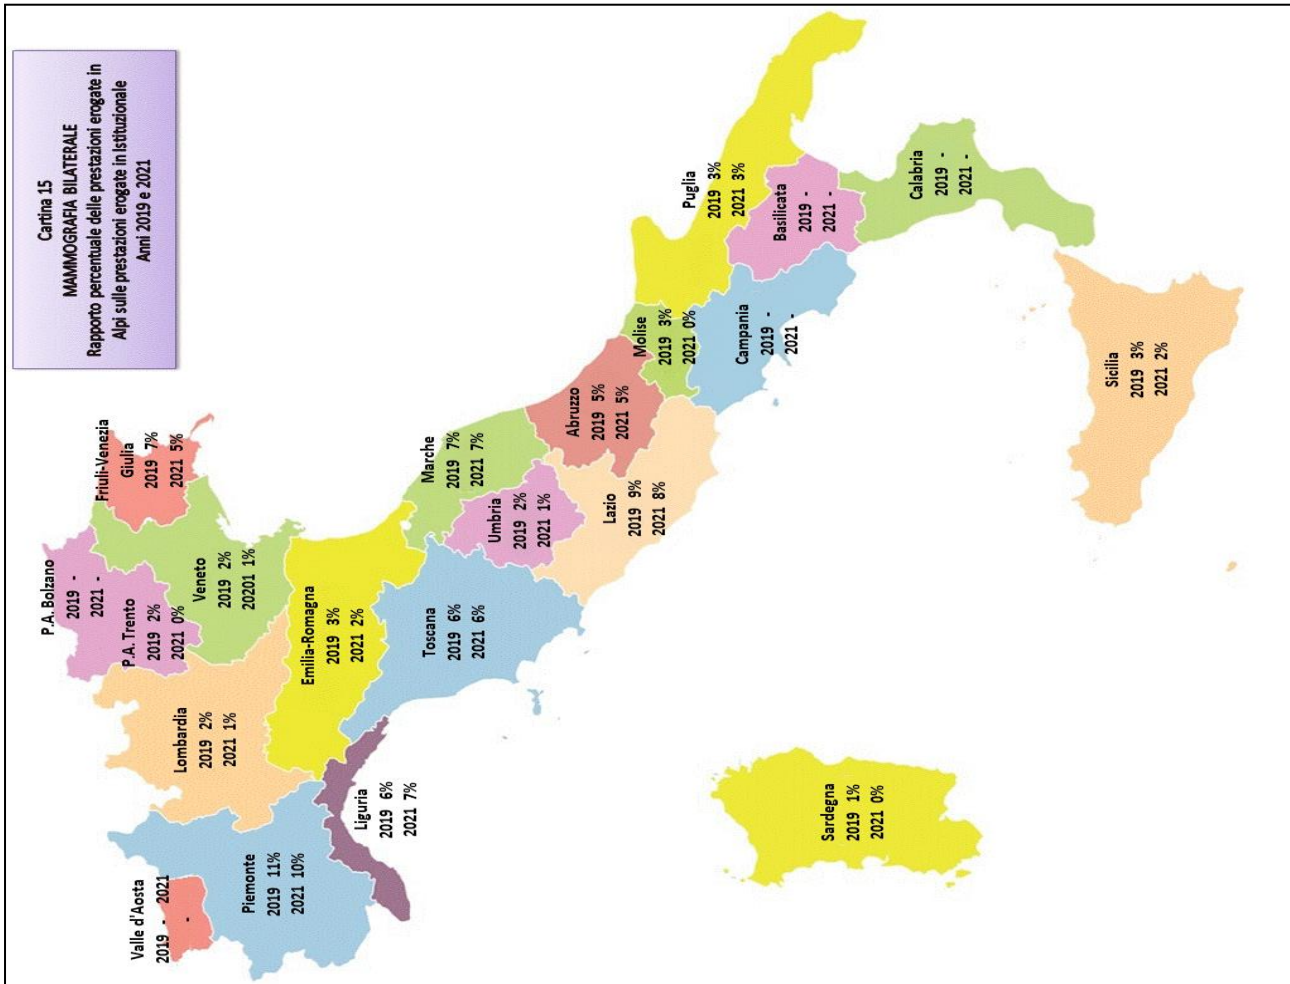 Cartina 15
MAMMOGRAFIA BILATERALE
Rapporto percentuale delle prestazioni erogate in
Alpi sulle prestazioni erogate in Istituzionale
Anni 2019 e 2021
P.A. Bolzano
2019 -
2021 -
P.A. Trento
2019 2%
2021 0%
Friuli-Venezia
Giulia
2019 7%
2021 5%
Veneto
2019 2%
20201 1%
Lombardia
2019 2%
2021 1%
Valle d'Aosta
2019 - 2021
-
Piemonte
2019 11%
2021 10%
Emilia-Romagna
2019 3%
2021 2%
Liguria
2019 6%
2021 7%
Toscana
2019 6%
2021 6%
Marche
2019 7%
2021 7%
Umbria
2019 2%
2021 1%
Lazio
2019 9%
2021 8%
Abruzzo
2019 5%
2021 5%
Molise
2019 3%
2021 0%
Puglia
2019 3%
2021 3%
Campania
2019 -
2021 -
Basilicata
2019 -
2021 -
Calabria
2019 -
2021 -
Sardegna
2019 1%
2021 0%
Sicilia
2019 3%
2021 2%